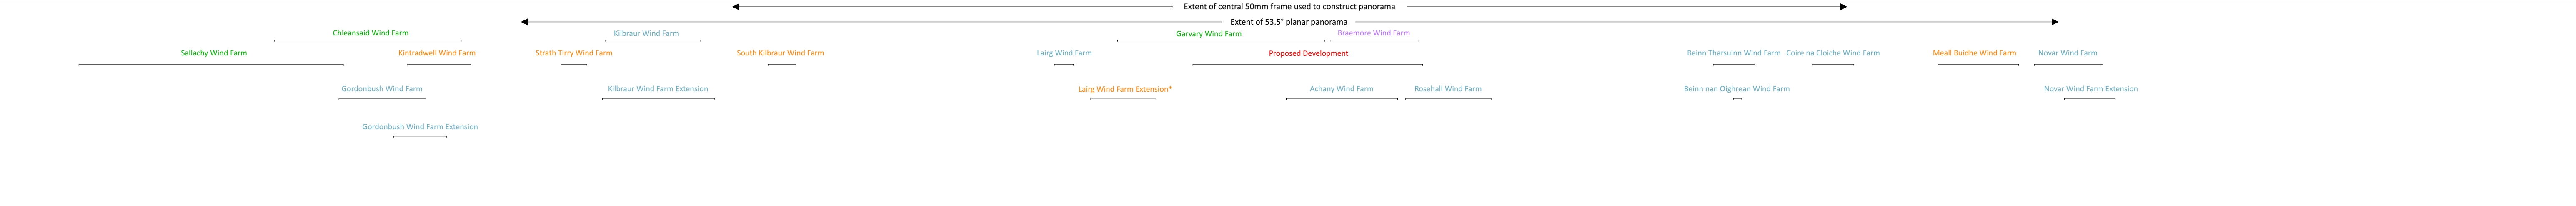 Extent of central 50mm frame used to construct panorama
Extent of 53.5° planar panorama
Chleansaid Wind Farm
Kilbraur Wind Farm
Garvary Wind Farm
Braemore Wind Farm
Sallachy Wind Farm
Kintradwell Wind Farm
Strath Tirry Wind Farm
South Kilbraur Wind Farm
Lairg Wind Farm
Proposed Development
Beinn Tharsuinn Wind Farm
Coire na Cloiche Wind Farm
Meall Buidhe Wind Farm
Novar Wind Farm
Gordonbush Wind Farm
Kilbraur Wind Farm Extension
Lairg Wind Farm Extension*
Achany Wind Farm
Rosehall Wind Farm
Beinn nan Oighrean Wind Farm
Novar Wind Farm Extension
Gordonbush Wind Farm Extension